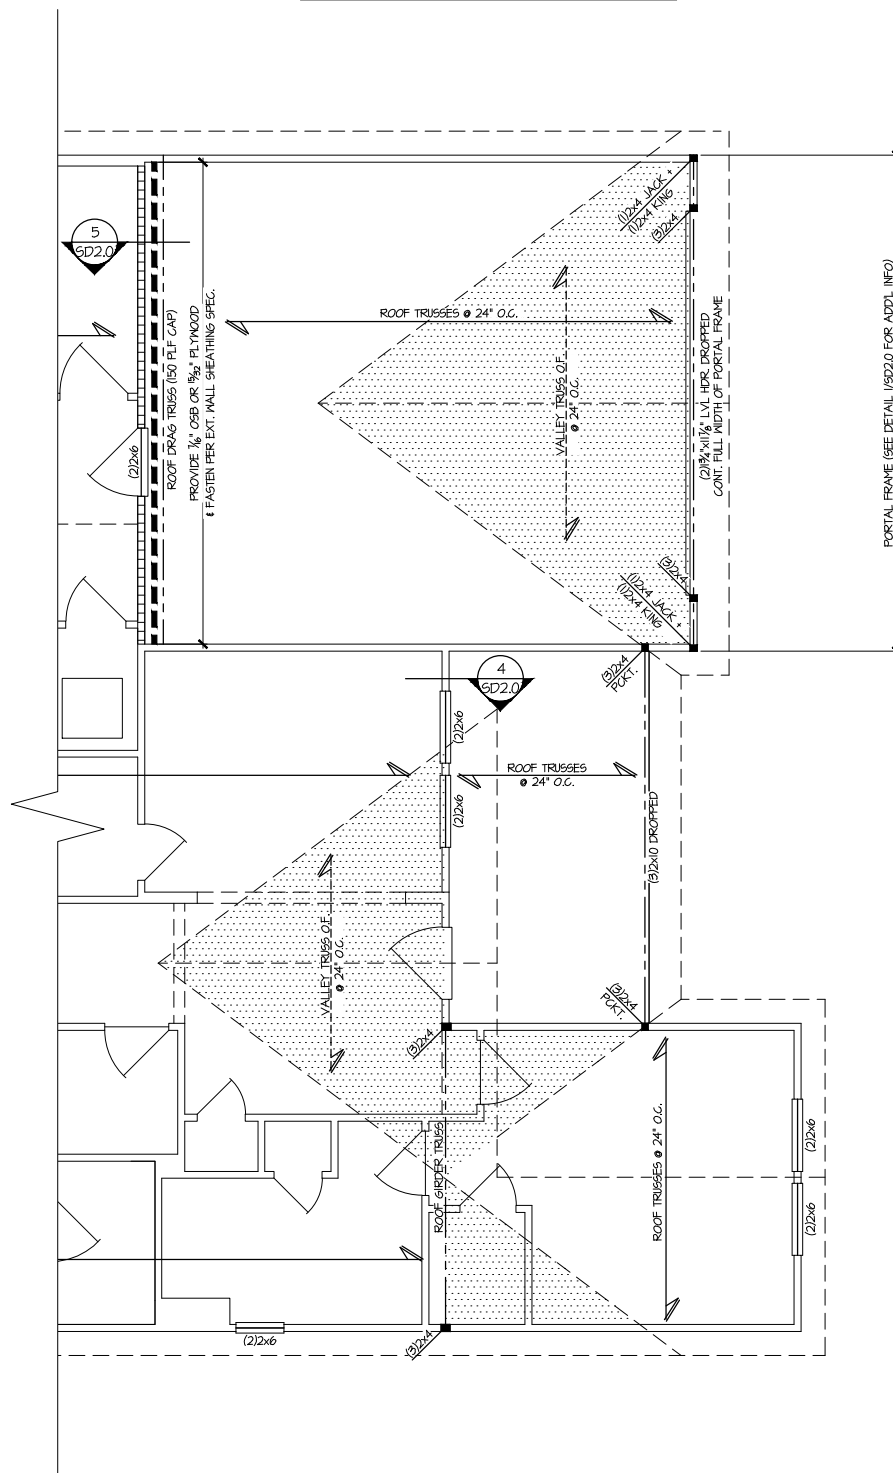 5
SD2.0
(1)2x4 JACK +
(1)2x4 KING
(3)2x4
ROOF TRUSSES @ 24" O.C.
ROOF DRAG TRUSS (150 PLF CAP)
PROVIDE 7/16" OSB OR 15/32" PLYWOOD
& FASTEN PER EXT. WALL SHEATHING SPEC.
VALLEY TRUSS O.F.
@ 24" O.C.
(2)1 3/4"x11 7/8" LVL HDR. DROPPED
CONT. FULL WIDTH OF PORTAL FRAME
PORTAL FRAME (SEE DETAIL 1/SD2.0 FOR ADD'L INFO)
(2)2x6
(3)2x4
(1)2x4 JACK +
(1)2x4 KING
4
SD2.0
(3)2x4
PCKT.
(2)2x6
ROOF TRUSSES
@ 24" O.C.
(2)2x6
(3)2x10 DROPPED
VALLEY TRUSS O.F.
@ 24" O.C.
(3)2x4
PCKT.
(3)2x4
ROOF GIRDER TRUSS
ROOF TRUSSES @ 24" O.C.
(2)2x6
(2)2x6
(2)2x6
(3)2x4